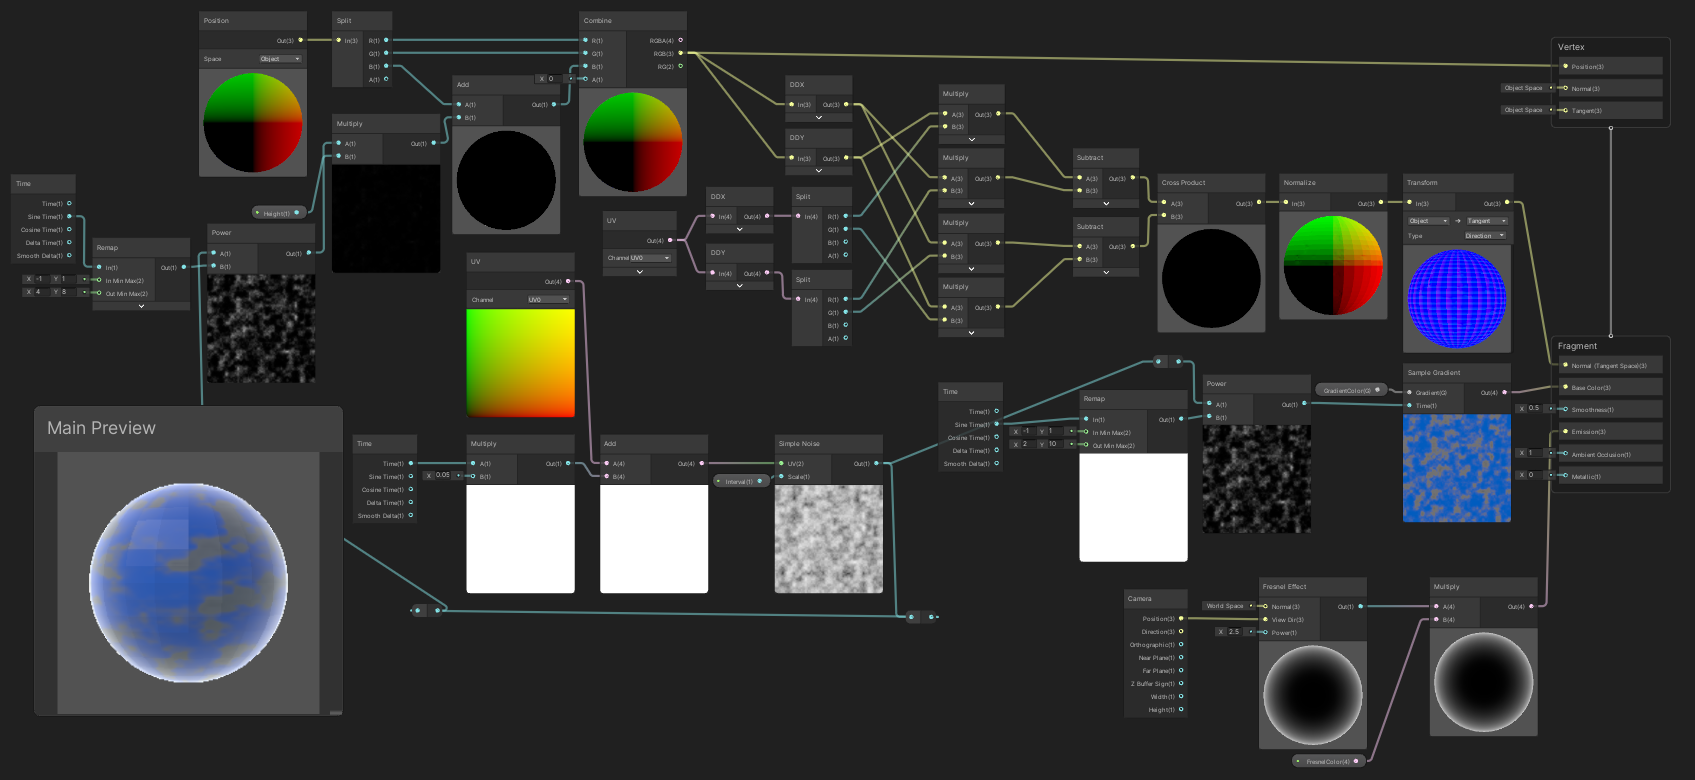 Position
Out(3)
Space
Object
Split
In(3)
R(1)
G(1)
B(1)
A(1)
Combine
R(1)
G(1)
B(1)
X 0
A(1)
RGBA(4)
RGB(3)
RG(2)
Add
A(1)
B(1)
Out(1)
Multiply
A(1)
B(1)
Out(1)
Time
Time(1)
Sine Time(1)
Cosine Time(1)
Delta Time(1)
Smooth Delta(1)
Height(1)
Remap
In(1)
Out(1)
X -1 Y 1
In Min Max(2)
X 4 Y 8
Out Min Max(2)
Power
A(1)
B(1)
Out(1)
UV
Out(4)
Channel
UV0
UV
Out(4)
Channel UV0
DDX
In(4)
Out(4)
DDY
In(4)
Out(4)
Split
In(4)
R(1)
G(1)
B(1)
A(1)
Split
In(4)
R(1)
G(1)
B(1)
A(1)
DDX
In(3)
Out(3)
DDY
In(3)
Out(3)
Multiply
A(3)
B(3)
Out(3)
Multiply
A(3)
B(3)
Out(3)
Multiply
A(3)
B(3)
Out(3)
Multiply
A(3)
B(3)
Out(3)
Subtract
A(3)
B(3)
Out(3)
Subtract
A(3)
B(3)
Out(3)
Cross Product
A(3)
B(3)
Out(3)
Normalize
In(3)
Out(3)
Transform
In(3)
Out(3)
Object
Tangent
Type
Direction
Vertex
Position(3)
Object Space
Normal(3)
Object Space
Tangent(3)
Fragment
Normal (Tangent Space)(3)
Base Color(3)
X 0.5
Smoothness(1)
Emission(3)
X 1
Ambient Occlusion(1)
X 0
Metallic(1)
Main Preview
Time
Time(1)
Sine Time(1)
Cosine Time(1)
Delta Time(1)
Smooth Delta(1)
Multiply
A(1)
X 0.05
B(1)
Out(1)
Add
A(4)
B(4)
Out(4)
Interval(1)
Simple Noise
UV(2)
Scale(1)
Out(1)
Time
Time(1)
Sine Time(1)
Cosine Time(1)
Delta Time(1)
Smooth Delta(1)
Remap
In(1)
Out(1)
X -1 Y 1
In Min Max(2)
X 2 Y 10
Out Min Max(2)
Power
A(1)
B(1)
Out(1)
GradientColor(G)
Sample Gradient
Gradient(G)
Time(1)
Out(4)
Camera
Position(3)
Direction(3)
Orthographic(1)
Near Plane(1)
Far Plane(1)
Z Buffer Sign(1)
Width(1)
Height(1)
Fresnel Effect
World Space
Normal(3)
View Dir(3)
X 2.5
Power(1)
Out(1)
Multiply
A(4)
B(4)
Out(4)
FresnelColor(4)